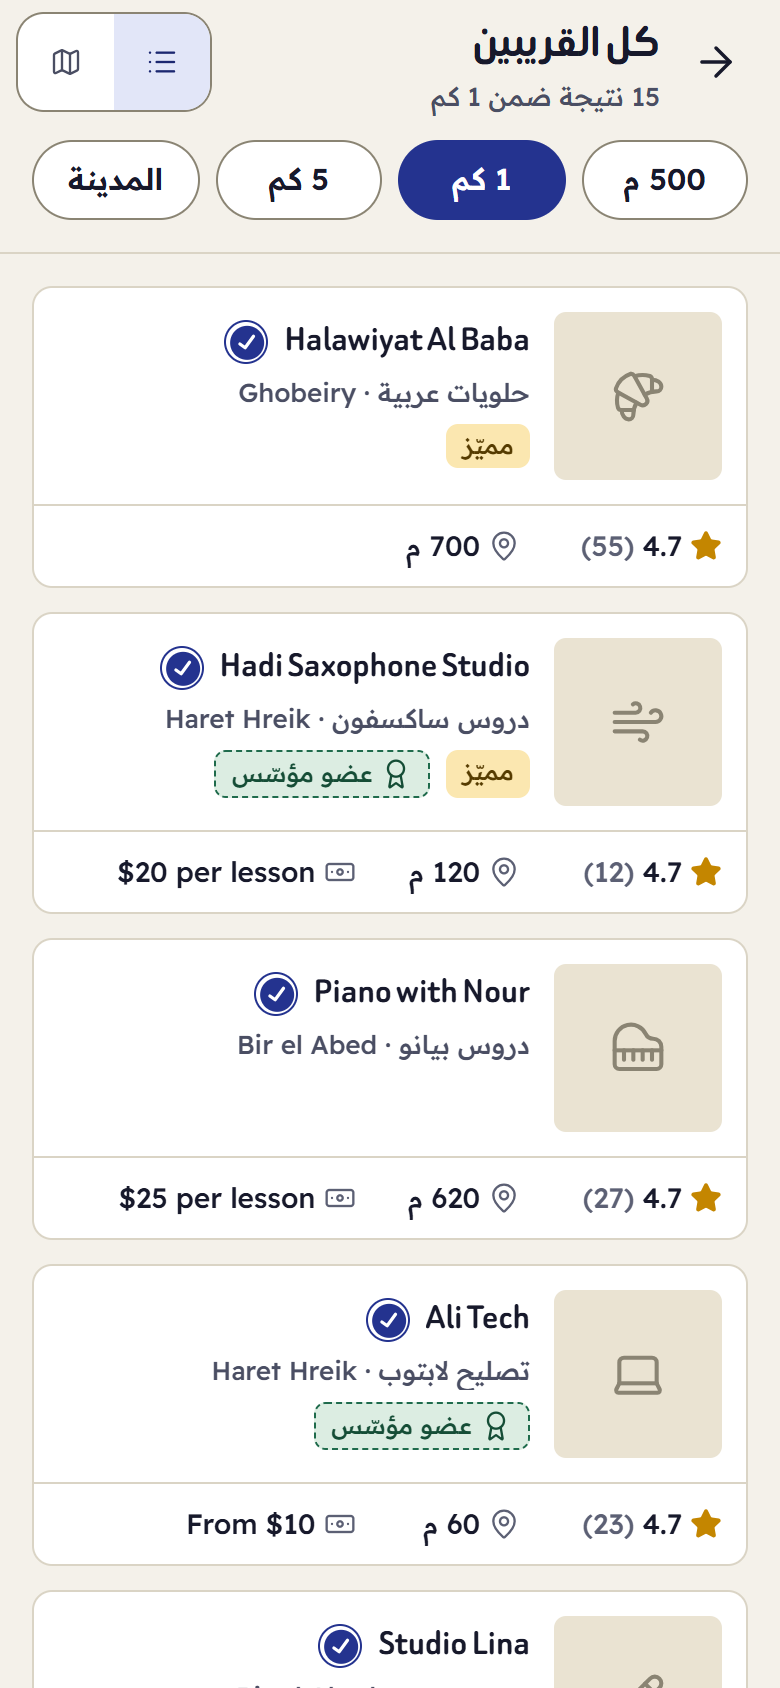 كل القريبين
15 نتيجة ضمن 1 كم
500 م
1 كم
5 كم
المدينة
Halawiyat Al Baba
حلويات عربية · Ghobeiry
مميّز
4.7 (55)
700 م
Hadi Saxophone Studio
دروس ساكسفون · Haret Hreik
مميّز
عضو مؤسّس
4.7 (12)
120 م
$20 per lesson
Piano with Nour
دروس بيانو · Bir el Abed
4.7 (27)
620 م
$25 per lesson
Ali Tech
تصليح لابتوب · Haret Hreik
عضو مؤسّس
4.7 (23)
60 م
From $10
Studio Lina